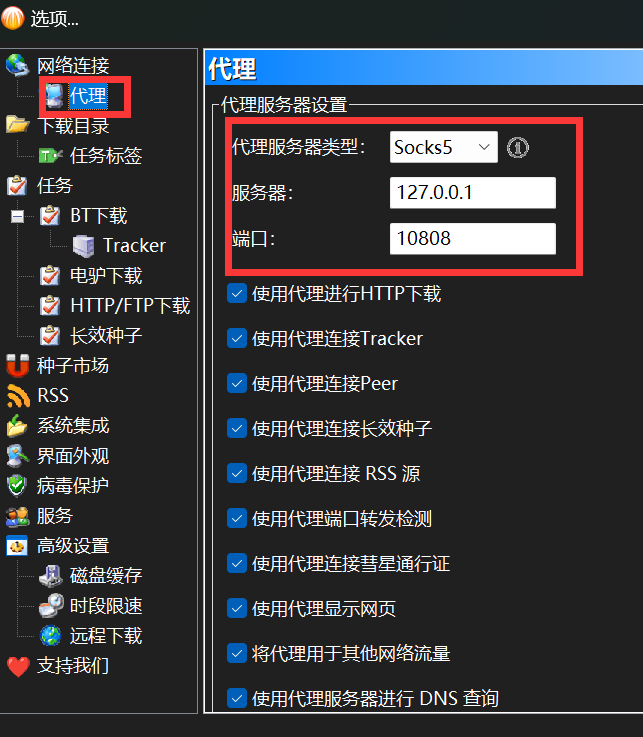 选项...
网络连接
代理
下载目录
任务标签
任务
BT下载
Tracker
电驴下载
HTTP/FTP下载
长效种子
种子市场
RSS
系统集成
界面外观
病毒保护
服务
高级设置
磁盘缓存
时段限速
远程下载
支持我们
代理
代理服务器设置
代理服务器类型： Socks5
服务器： 127.0.0.1
端口： 10808
使用代理进行HTTP下载
使用代理连接Tracker
使用代理连接Peer
使用代理连接长效种子
使用代理连接 RSS 源
使用代理端口转发检测
使用代理连接彗星通行证
使用代理显示网页
将代理用于其他网络流量
使用代理服务器进行 DNS 查询